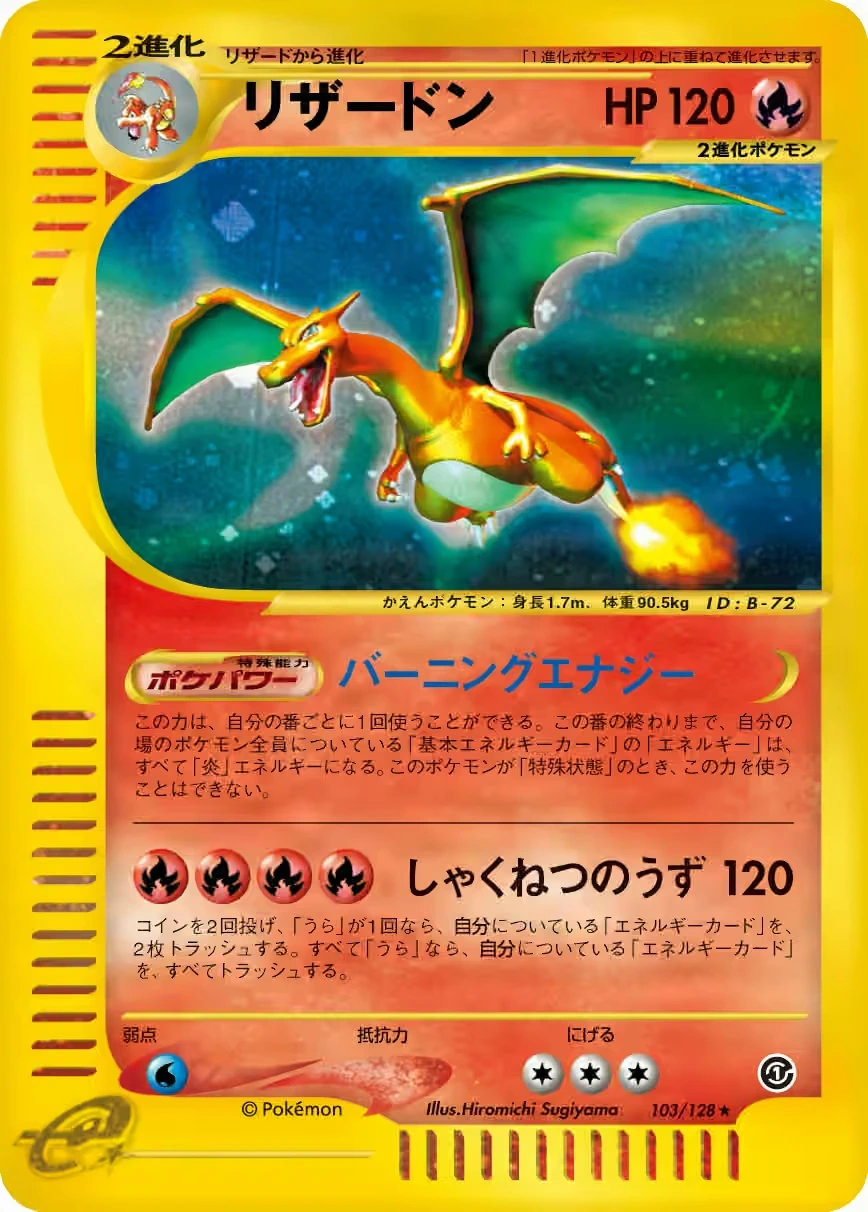 2進化
リザードから進化
「1進化ポケモン」の上に重ねて進化させます。
リザードン
HP 120
2進化ポケモン
かえんポケモン：身長1.7m. 体重90.5kg ID:B-72
特殊能力
ポケパワー
バーニングエナジー
この力は、自分の番ごとに1回使うことができる。この番の終わりまで、自分の
場のポケモン全員についている「基本エネルギーカード」の「エネルギー」は、
すべて「炎」エネルギーになる。このポケモンが「特殊状態」のとき、この力を使う
ことはできない。
しゃくねつのうず 120
コインを2回投げ、「うら」が1回なら、自分についている「エネルギーカード」を、
2枚トラッシュする。すべて「うら」なら、自分についている「エネルギーカード」
を、すべてトラッシュする。
弱点 抵抗力 にげる
©Pokémon Illus.Hiromichi Sugiyama 103/128★
e